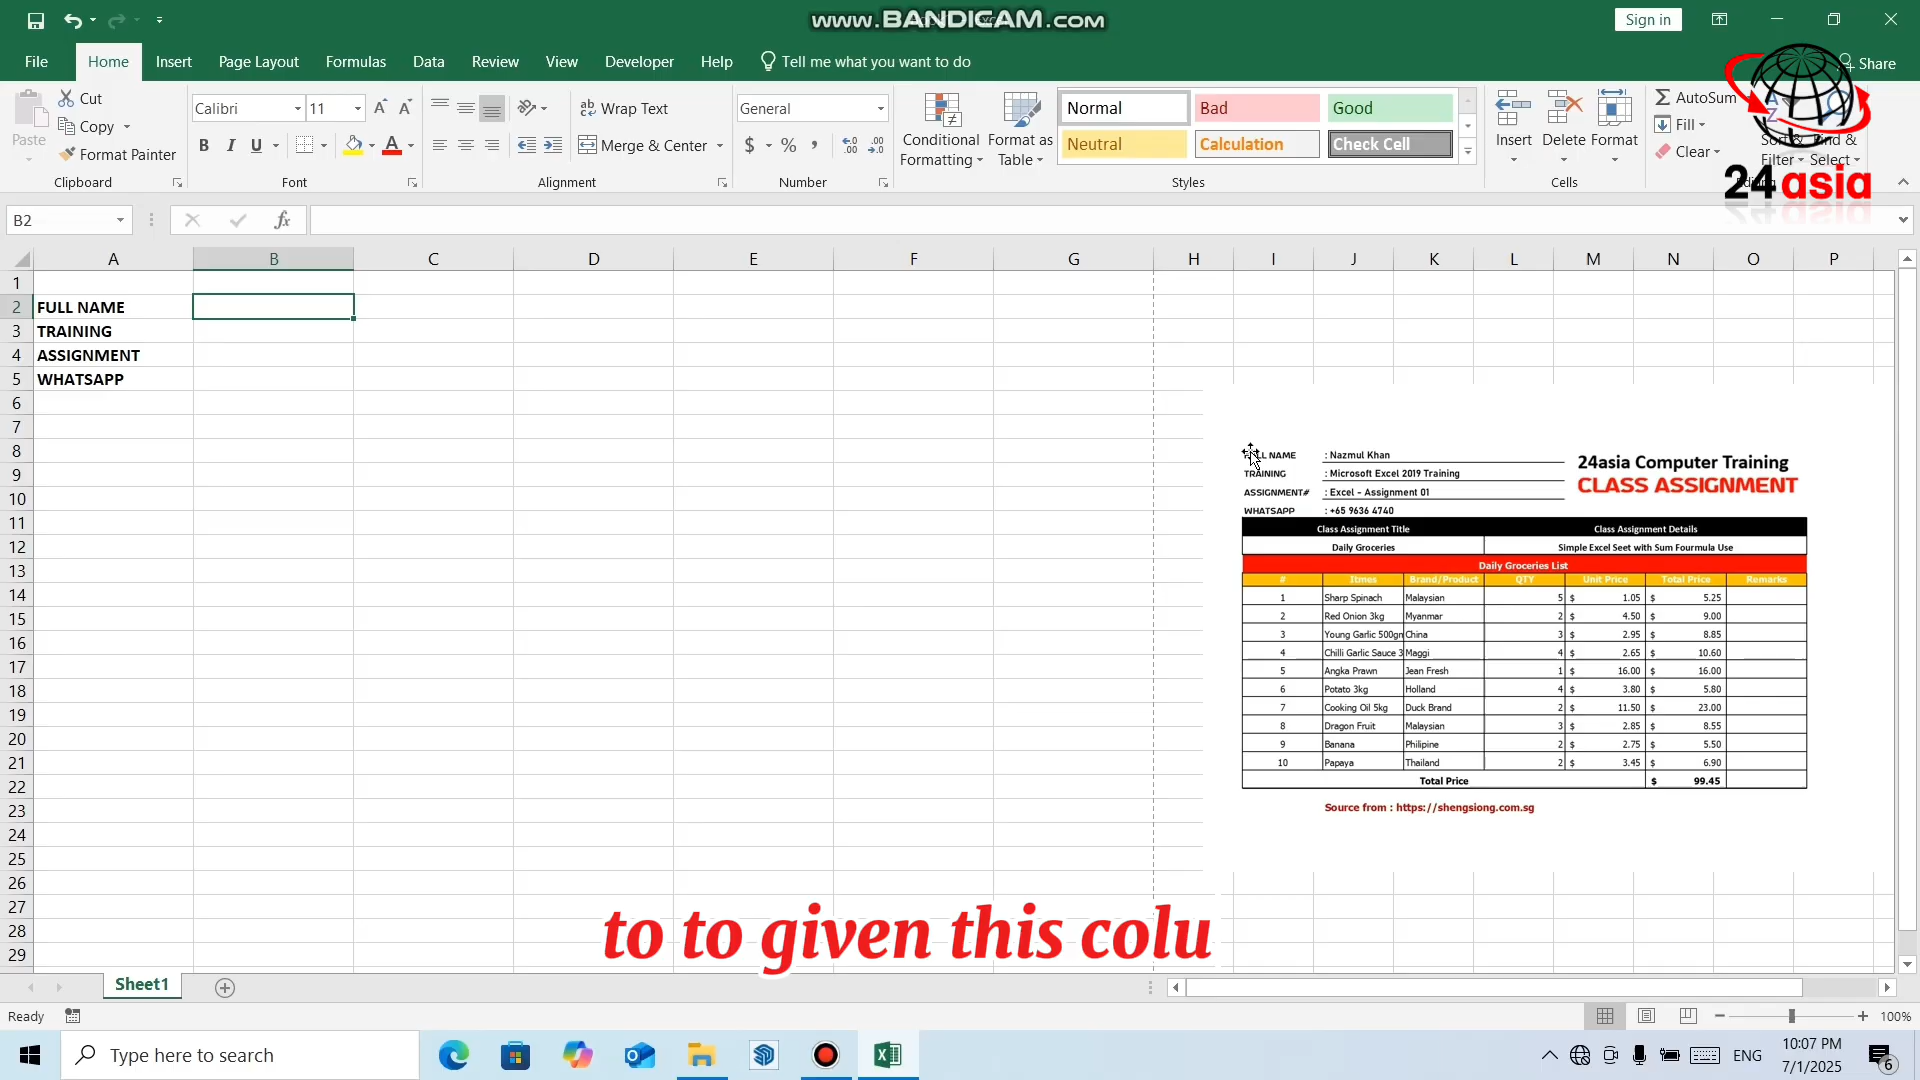 www.BANDICAM.com
Sign in
File Home Insert Page Layout Formulas Data Review View Developer Help Tell me what you want to do Share
Cut
Copy
Format Painter
Paste
Clipboard
Calibri 11
B I U
Font
Wrap Text
Merge & Center
Alignment
General
$ % ,
Number
Conditional Formatting
Format as Table
Normal Bad Good
Neutral Calculation Check Cell
Styles
Insert Delete Format
Cells
AutoSum
Fill
Clear
Sort & Filter
Find & Select
24asia
B2
fx
A B C D E F G H I J K L M N O P
1
2 FULL NAME
3 TRAINING
4 ASSIGNMENT
5 WHATSAPP
6
7
8
9
10
11
12
13
14
15
16
17
18
19
20
21
22
23
24
25
26
27
28
29
FULL NAME : Nazmul Khan
TRAINING : Microsoft Excel 2019 Training
ASSIGNMENT# : Excel - Assignment 01
WHATSAPP : +65 9636 4740
24asia Computer Training
CLASS ASSIGNMENT
Class Assignment Title Class Assignment Details
Daily Groceries Simple Excel Seet with Sum Fourmula Use
Daily Groceries List
# Itmes Brand/Product QTY Unit Price Total Price Remarks
1 Sharp Spinach Malaysian 5 $ 1.05 $ 5.25
2 Red Onion 3kg Myanmar 2 $ 4.50 $ 9.00
3 Young Garlic 500gm China 3 $ 2.95 $ 8.85
4 Chilli Garlic Sauce 3 Maggi 4 $ 2.65 $ 10.60
5 Angka Prawn Jean Fresh 1 $ 16.00 $ 16.00
6 Potato 3kg Holland 4 $ 3.80 $ 5.80
7 Cooking Oil 5kg Duck Brand 2 $ 11.50 $ 23.00
8 Dragon Fruit Malaysian 3 $ 2.85 $ 8.55
9 Banana Philipine 2 $ 2.75 $ 5.50
10 Papaya Thailand 2 $ 3.45 $ 6.90
Total Price $ 99.45
Source from : https://shengsiong.com.sg
to to given this colu
Sheet1
Ready
100%
Type here to search
ENG
10:07 PM
7/1/2025
6